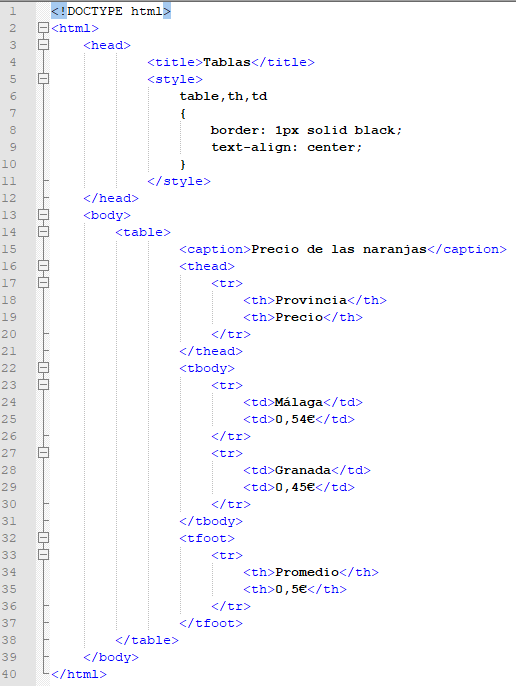 1 <!DOCTYPE html>
2 <html>
3 <head>
4 <title>Tablas</title>
5 <style>
6 table,th,td
7 {
8 border: 1px solid black;
9 text-align: center;
10 }
11 </style>
12 </head>
13 <body>
14 <table>
15 <caption>Precio de las naranjas</caption>
16 <thead>
17 <tr>
18 <th>Provincia</th>
19 <th>Precio</th>
20 </tr>
21 </thead>
22 <tbody>
23 <tr>
24 <td>Málaga</td>
25 <td>0,54€</td>
26 </tr>
27 <tr>
28 <td>Granada</td>
29 <td>0,45€</td>
30 </tr>
31 </tbody>
32 <tfoot>
33 <tr>
34 <th>Promedio</th>
35 <th>0,5€</th>
36 </tr>
37 </tfoot>
38 </table>
39 </body>
40 </html>